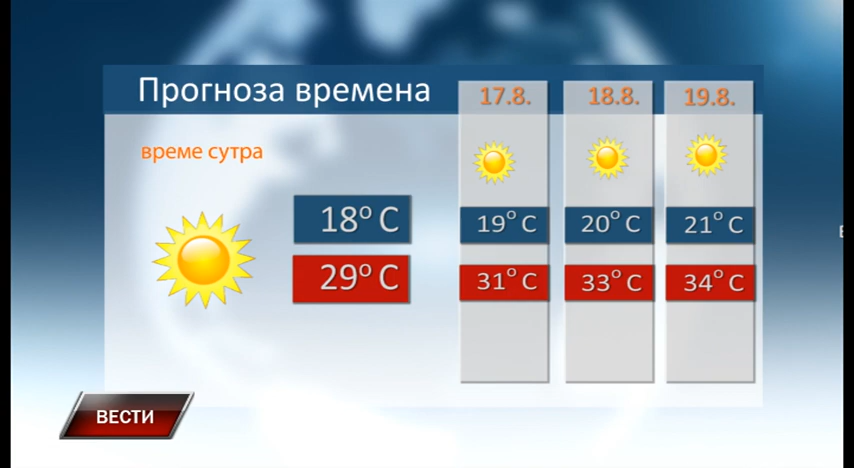 Прогноза времена
време сутра
18° C
29° C
17.8.
19° C
31° C
18.8.
20° C
33° C
19.8.
21° C
34° C
ВЕСТИ